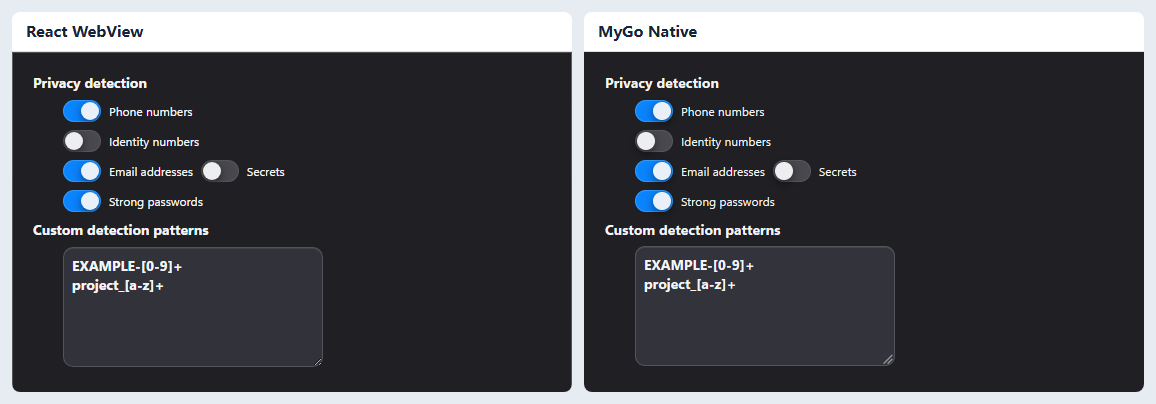 React WebView
Privacy detection
Phone numbers
Identity numbers
Email addresses Secrets
Strong passwords
Custom detection patterns
EXAMPLE-[0-9]+
project_[a-z]+
MyGo Native
Privacy detection
Phone numbers
Identity numbers
Email addresses Secrets
Strong passwords
Custom detection patterns
EXAMPLE-[0-9]+
project_[a-z]+